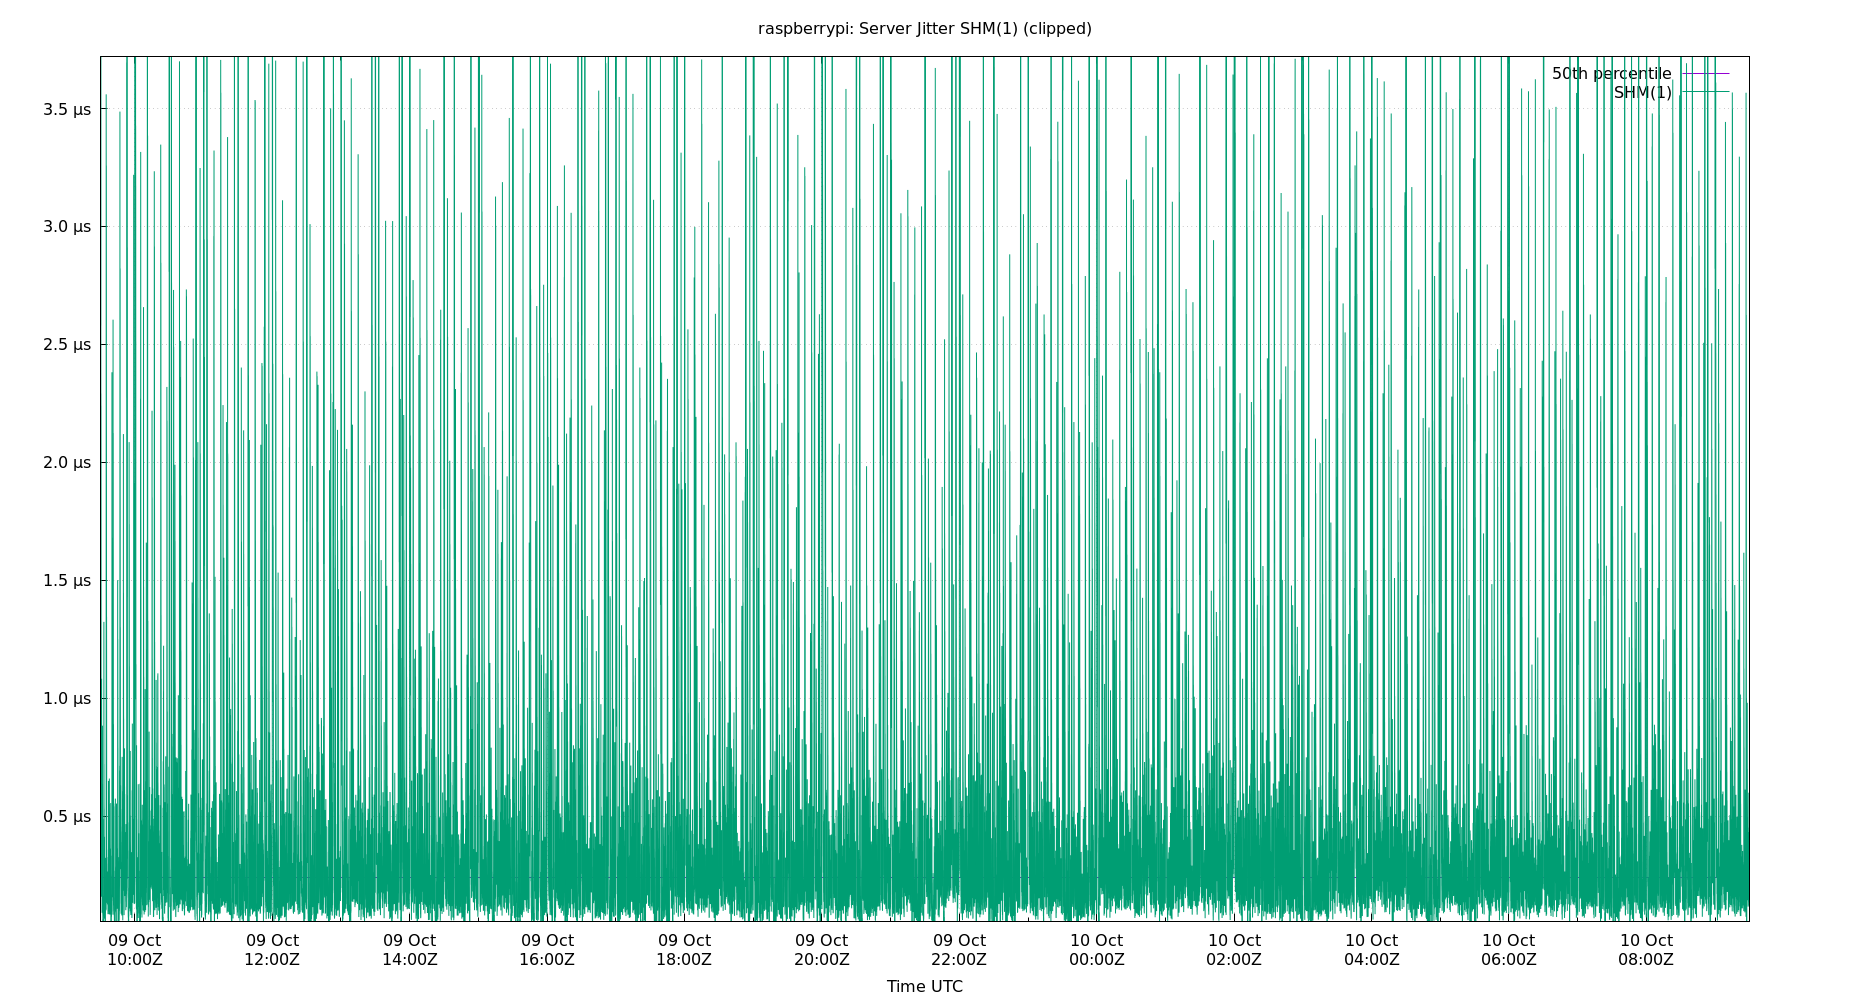 raspberrypi: Server Jitter SHM(1) (clipped)
50th percentile
SHM(1)
3.5 µs
3.0 µs
2.5 µs
2.0 µs
1.5 µs
1.0 µs
0.5 µs
09 Oct 09 Oct 09 Oct 09 Oct 09 Oct 09 Oct 09 Oct 10 Oct 10 Oct 10 Oct 10 Oct 10 Oct
10:00Z 12:00Z 14:00Z 16:00Z 18:00Z 20:00Z 22:00Z 00:00Z 02:00Z 04:00Z 06:00Z 08:00Z
Time UTC